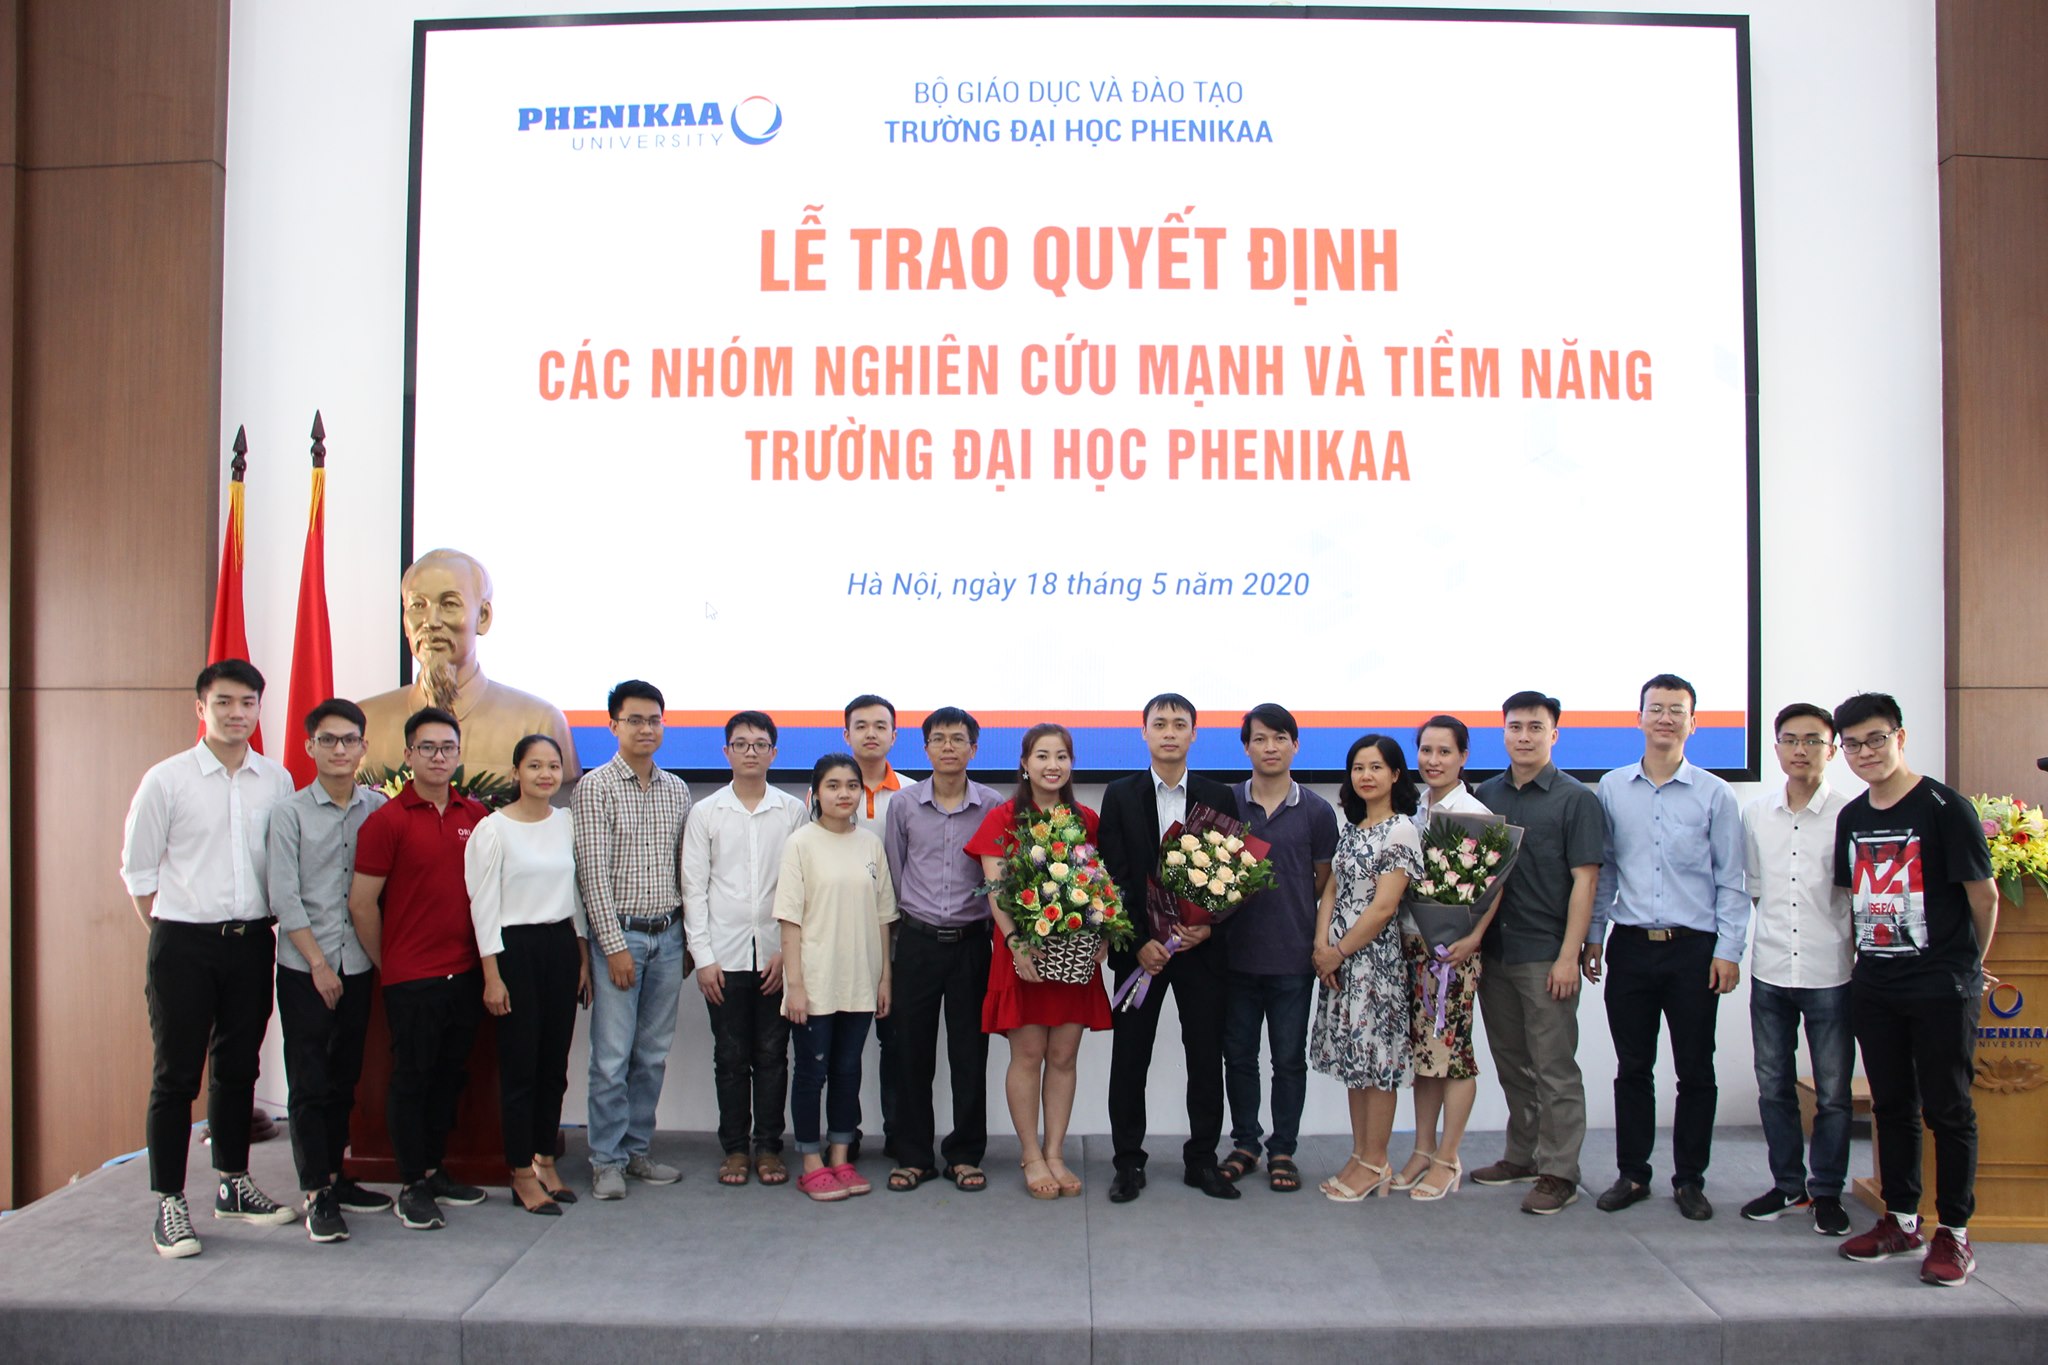 PHENIKAA
UNIVERSITY
BỘ GIÁO DỤC VÀ ĐÀO TẠO
TRƯỜNG ĐẠI HỌC PHENIKAA
LỄ TRAO QUYẾT ĐỊNH
CÁC NHÓM NGHIÊN CỨU MẠNH VÀ TIỀM NĂNG
TRƯỜNG ĐẠI HỌC PHENIKAA
Hà Nội, ngày 18 tháng 5 năm 2020